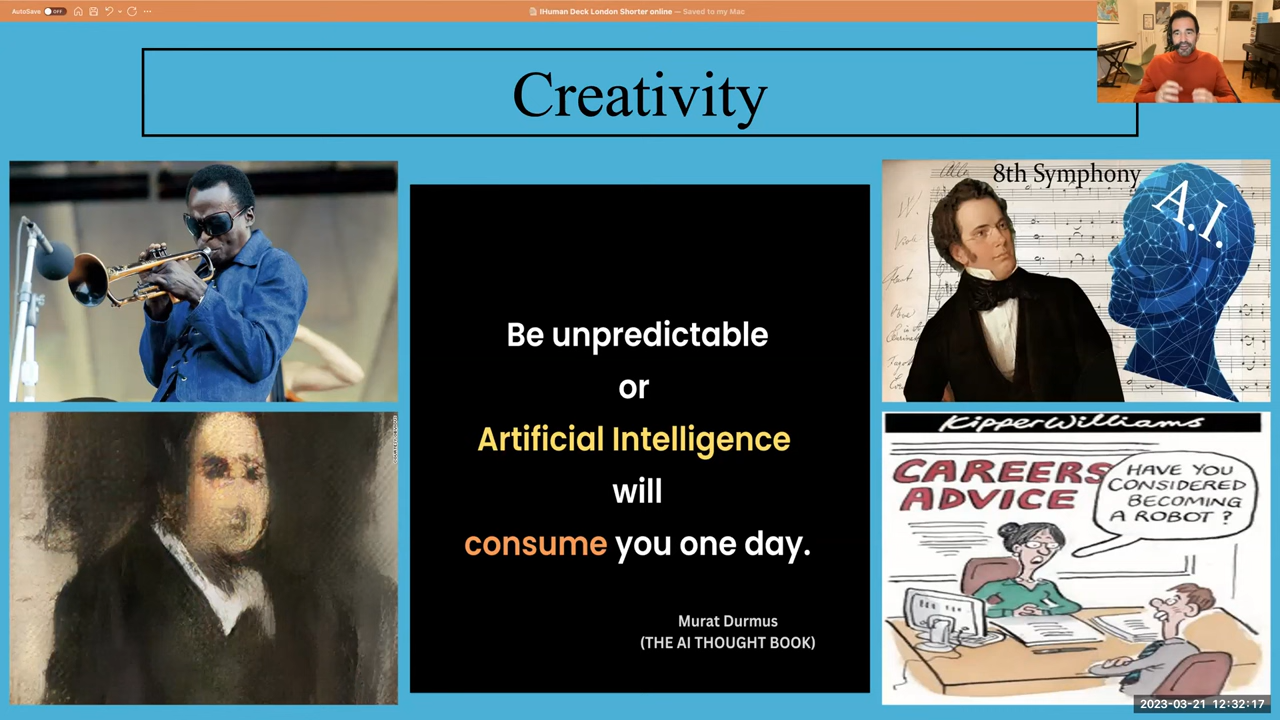 AutoSave OFF
IHuman Deck London Shorter online — Saved to my Mac
Creativity
Be unpredictable
or
Artificial Intelligence
will
consume you one day.
Murat Durmus
(THE AI THOUGHT BOOK)
8th Symphony
A.I.
KipperWilliams
CAREERS
ADVICE
HAVE YOU
CONSIDERED
BECOMING
A ROBOT?
2023-03-21 12:32:17